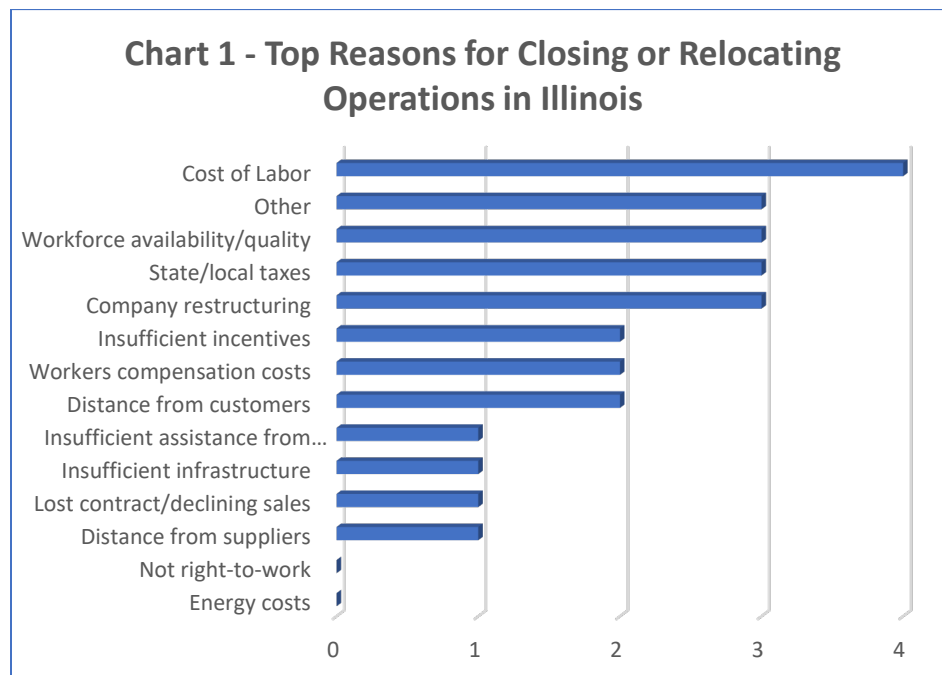 Chart 1 - Top Reasons for Closing or Relocating
Operations in Illinois
Cost of Labor
Other
Workforce availability/quality
State/local taxes
Company restructuring
Insufficient incentives
Workers compensation costs
Distance from customers
Insufficient assistance from…
Insufficient infrastructure
Lost contract/declining sales
Distance from suppliers
Not right-to-work
Energy costs
0 1 2 3 4